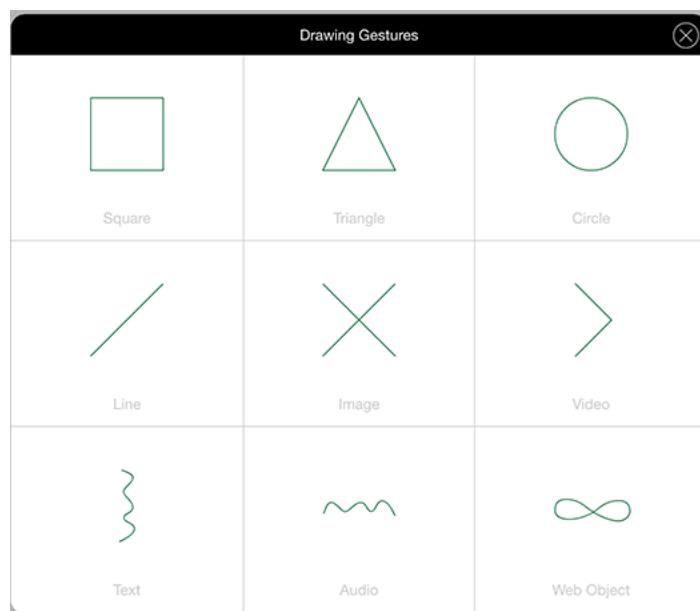 Drawing Gestures
Square
Triangle
Circle
Line
Image
Video
Text
Audio
Web Object